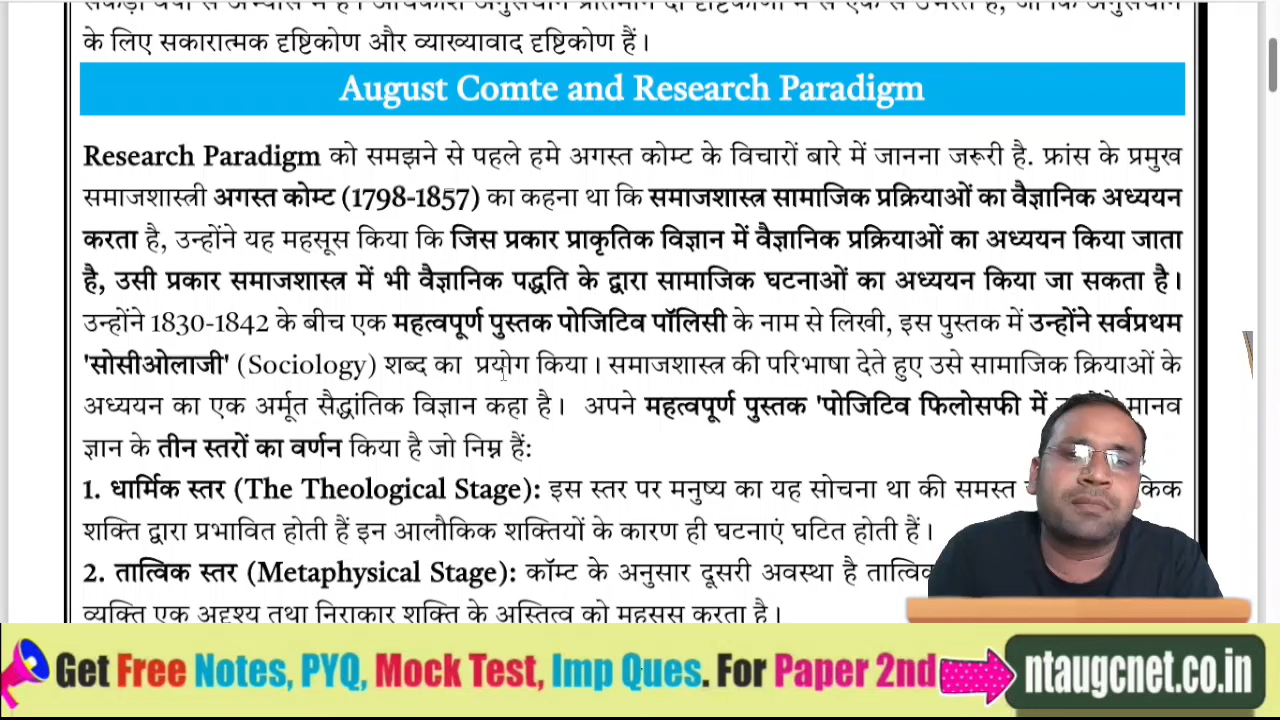 के लिए सकारात्मक दृष्टिकोण और व्याख्यावाद दृष्टिकोण हैं।
August Comte and Research Paradigm
Research Paradigm को समझने से पहले हमे अगस्त कोम्ट के विचारों बारे में जानना जरूरी है. फ्रांस के प्रमुख
समाजशास्त्री अगस्त कोम्ट (1798-1857) का कहना था कि समाजशास्त्र सामाजिक प्रक्रियाओं का वैज्ञानिक अध्ययन
करता है, उन्होंने यह महसूस किया कि जिस प्रकार प्राकृतिक विज्ञान में वैज्ञानिक प्रक्रियाओं का अध्ययन किया जाता
है, उसी प्रकार समाजशास्त्र में भी वैज्ञानिक पद्धति के द्वारा सामाजिक घटनाओं का अध्ययन किया जा सकता है।
उन्होंने 1830-1842 के बीच एक महत्वपूर्ण पुस्तक पोजिटिव पॉलिसी के नाम से लिखी, इस पुस्तक में उन्होंने सर्वप्रथम
'सोसीओलाजी' (Sociology) शब्द का प्रयोग किया। समाजशास्त्र की परिभाषा देते हुए उसे सामाजिक क्रियाओं के
अध्ययन का एक अर्मूत सैद्धांतिक विज्ञान कहा है। अपने महत्वपूर्ण पुस्तक 'पोजिटिव फिलोसफी में मानव
ज्ञान के तीन स्तरों का वर्णन किया है जो निम्न हैं:
1. धार्मिक स्तर (The Theological Stage): इस स्तर पर मनुष्य का यह सोचना था की समस्त
शक्ति द्वारा प्रभावित होती हैं इन आलौकिक शक्तियों के कारण ही घटनाएं घटित होती हैं।
2. तात्विक स्तर (Metaphysical Stage): कॉम्ट के अनुसार दूसरी अवस्था है
व्यक्ति एक अदृश्य तथा निराकार शक्ति के अस्तित्व को महसूस करता है।
Get Free Notes, PYQ, Mock Test, Imp Ques. For Paper 2nd
ntaugcnet.co.in